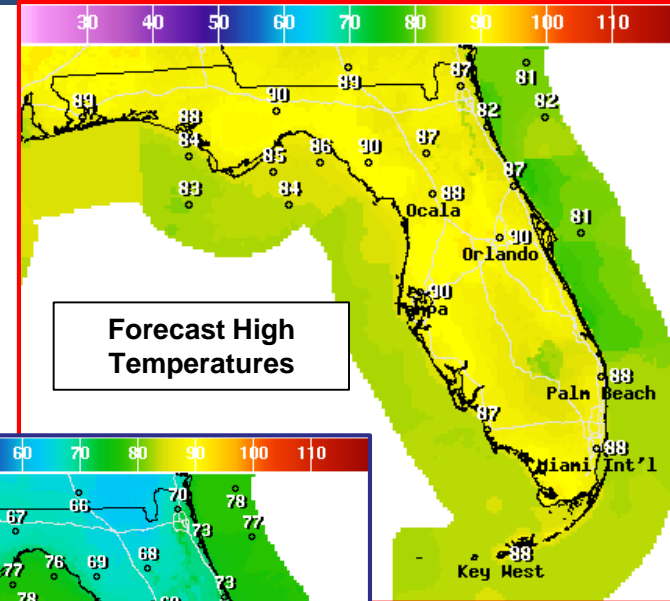 30 40 50 60 70 80 90 100 110
89 87 81
89 88 90 82 82
84 85 86 90 87 87
83 84 88
Ocala
90 81
Orlando
90
Tampa
Forecast High
Temperatures
88
Palm Beach
87 88
Miami Int'l
88
Key West
60 70 80 90 100 110
66 70 78
67 73 77
77 76 69 68
78 73